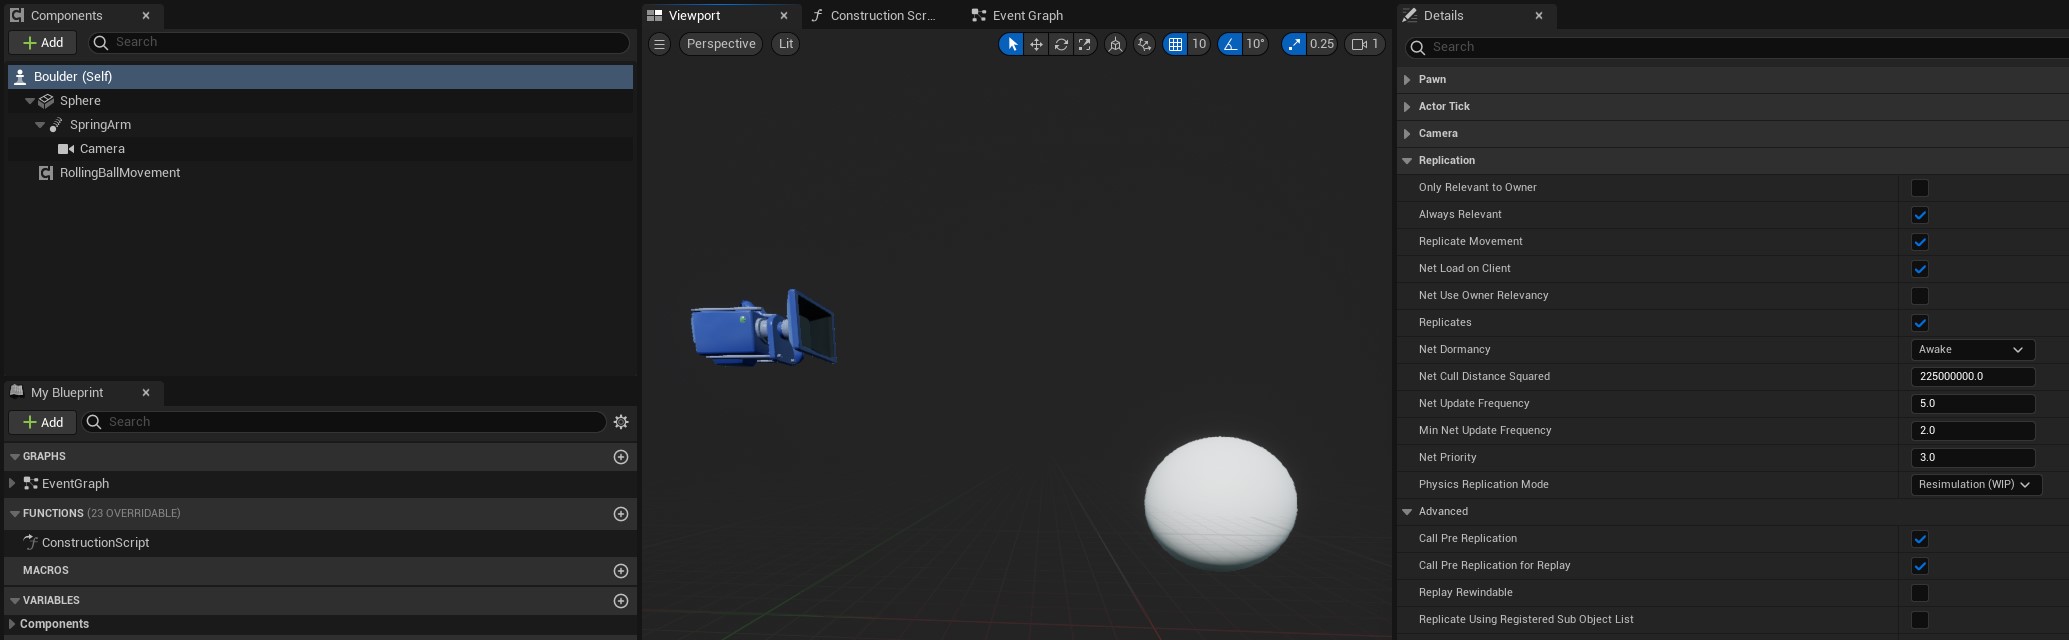 Components
Add
Search
Boulder (Self)
Sphere
SpringArm
Camera
RollingBallMovement
My Blueprint
Add
Search
GRAPHS
EventGraph
FUNCTIONS (23 OVERRIDABLE)
ConstructionScript
MACROS
VARIABLES
Components
Viewport
Construction Scr...
Event Graph
Perspective
Lit
10
10°
0.25
1
Details
Search
Pawn
Actor Tick
Camera
Replication
Only Relevant to Owner
Always Relevant
Replicate Movement
Net Load on Client
Net Use Owner Relevancy
Replicates
Net Dormancy Awake
Net Cull Distance Squared 225000000.0
Net Update Frequency 5.0
Min Net Update Frequency 2.0
Net Priority 3.0
Physics Replication Mode Resimulation (WIP)
Advanced
Call Pre Replication
Call Pre Replication for Replay
Replay Rewindable
Replicate Using Registered Sub Object List